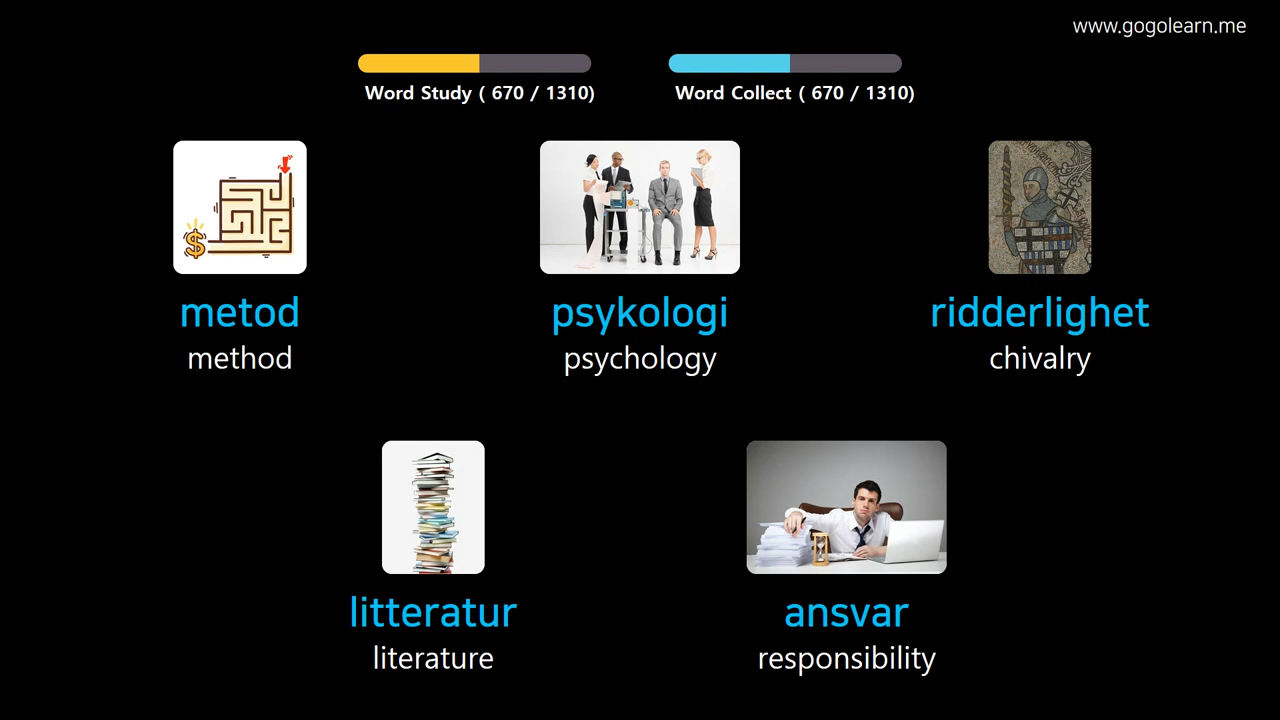 www.gogolearn.me
Word Study ( 670 / 1310)
Word Collect ( 670 / 1310)
metod
method
psykologi
psychology
ridderlighet
chivalry
litteratur
literature
ansvar
responsibility